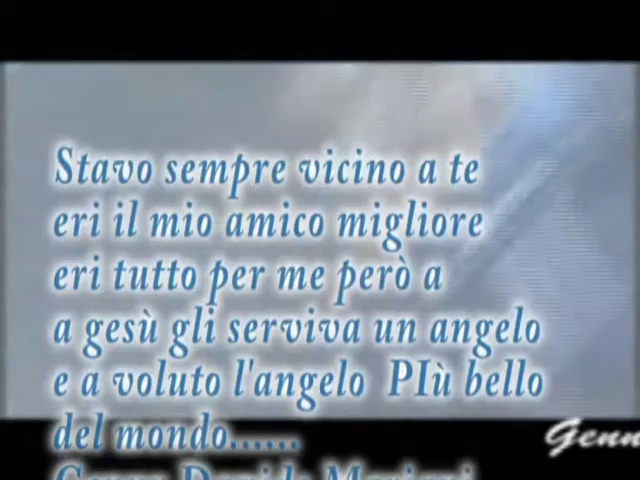 Stavo sempre vicino a te
eri il mio amico migliore
eri tutto per me però a
a gesù gli serviva un angelo
e a voluto l'angelo PIù bello
del mondo......
Genn